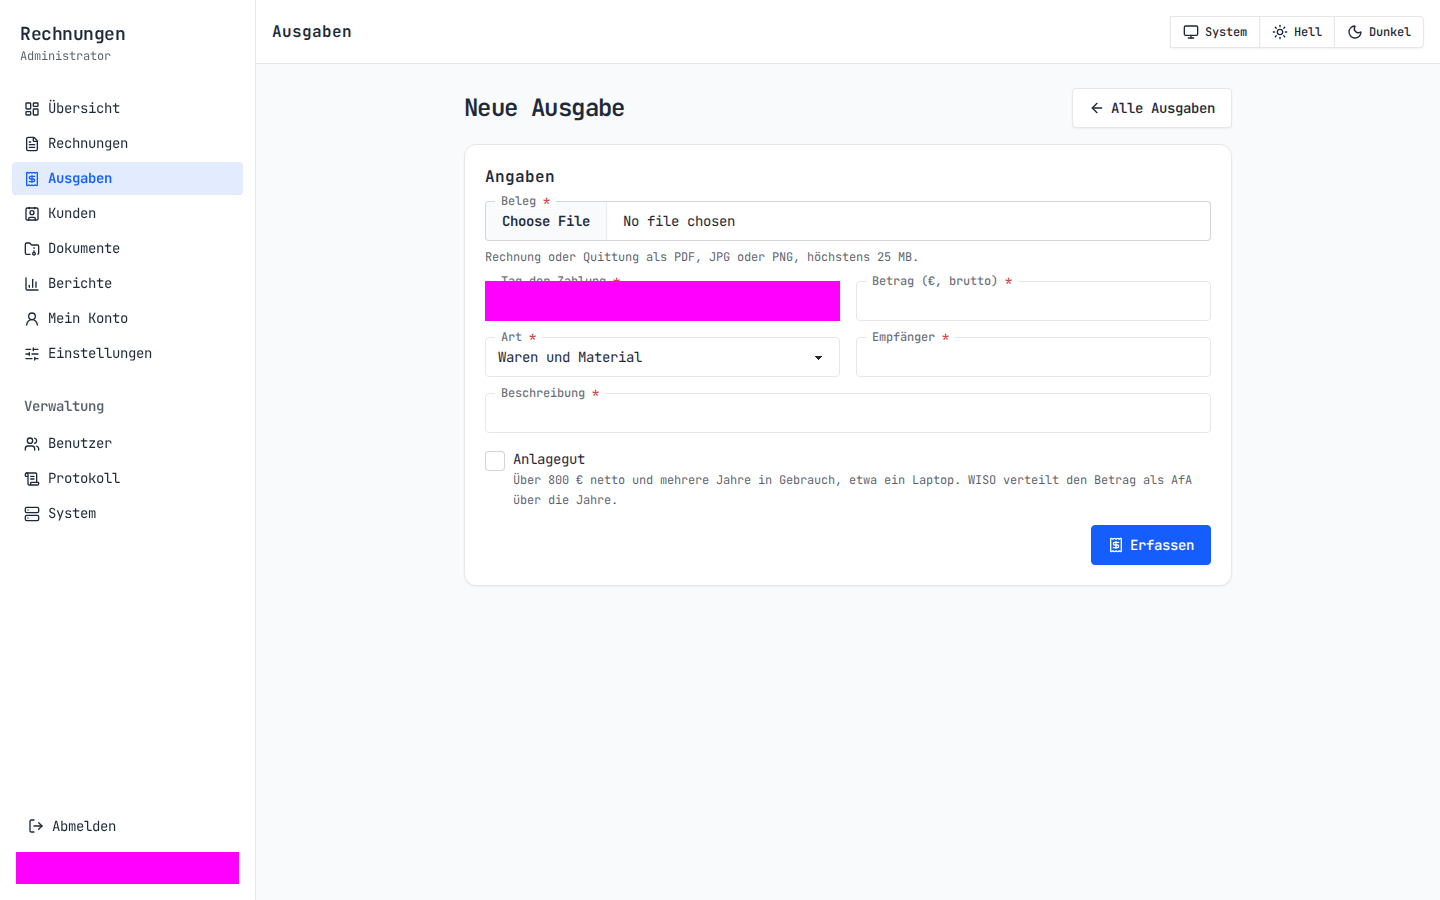 Rechnungen
Administrator
Übersicht
Rechnungen
Ausgaben
Kunden
Dokumente
Berichte
Mein Konto
Einstellungen
Verwaltung
Benutzer
Protokoll
System
Abmelden
Ausgaben
System
Hell
Dunkel
Neue Ausgabe
Alle Ausgaben
Angaben
Beleg *
Choose File No file chosen
Rechnung oder Quittung als PDF, JPG oder PNG, höchstens 25 MB.
Tag der Zahlung *
Betrag (€, brutto) *
Art *
Waren und Material
Empfänger *
Beschreibung *
Anlagegut
Über 800 € netto und mehrere Jahre in Gebrauch, etwa ein Laptop. WISO verteilt den Betrag als AfA
über die Jahre.
Erfassen